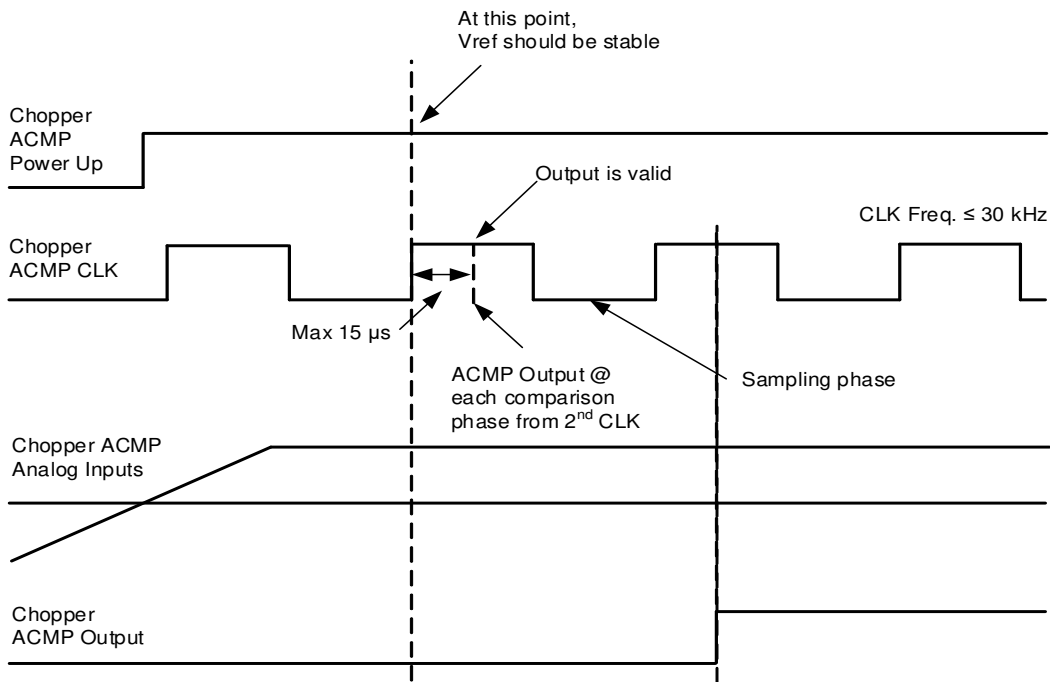 At this point,
Vref should be stable
Chopper
ACMP
Power Up
Output is valid
CLK Freq. ≤ 30 kHz
Chopper
ACMP CLK
Max 15 µs
ACMP Output @
each comparison
phase from 2nd CLK
Sampling phase
Chopper ACMP
Analog Inputs
Chopper
ACMP Output